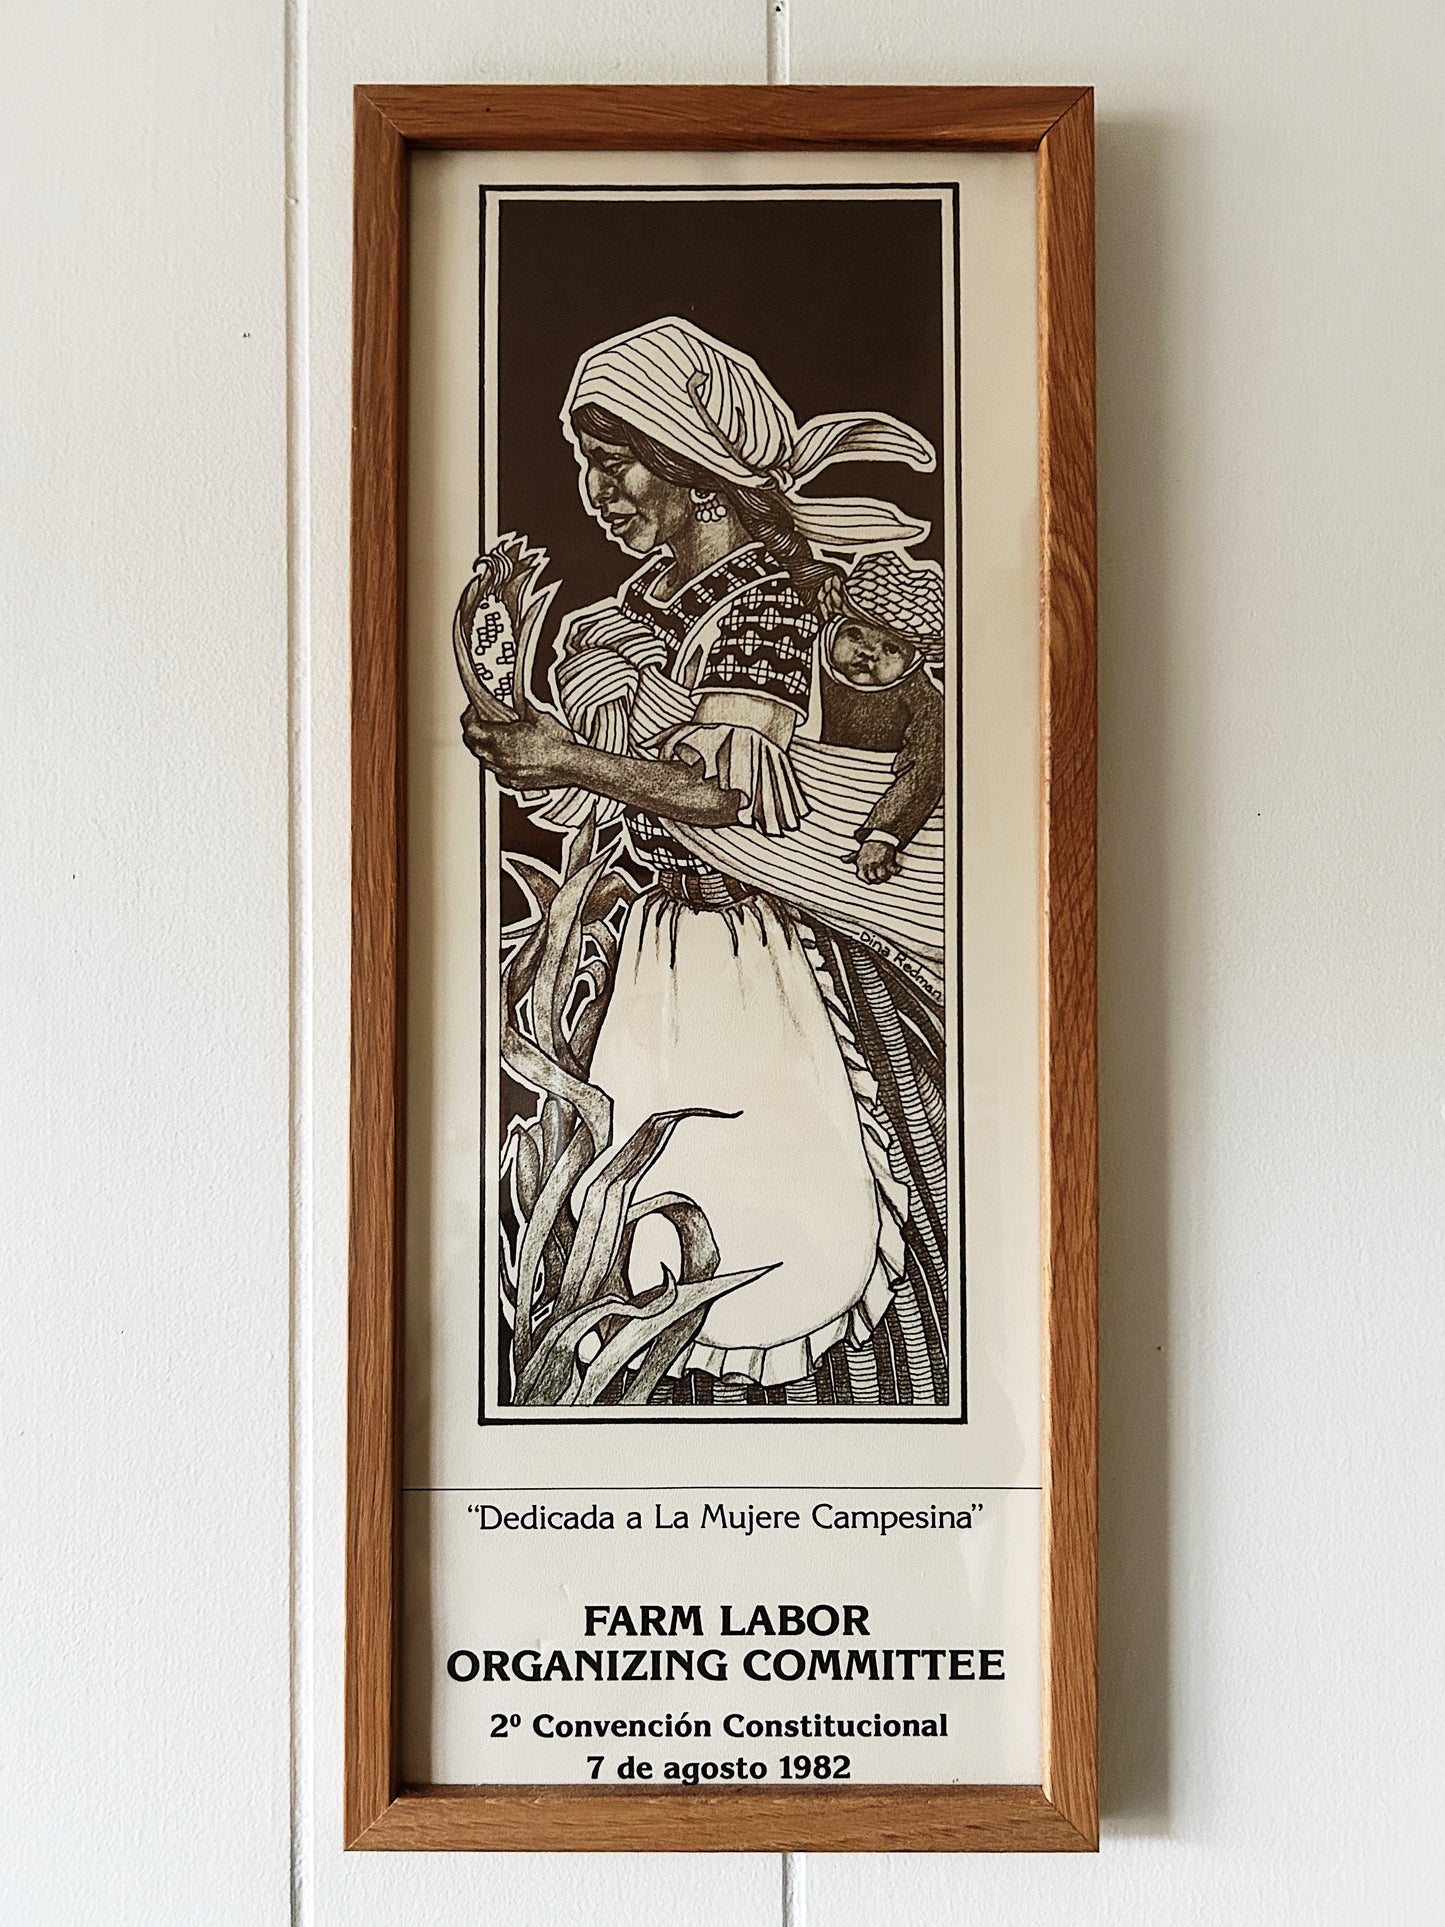 Dina Redman
“Dedicada a La Mujere Campesina”
FARM LABOR
ORGANIZING COMMITTEE
2º Convención Constitucional
7 de agosto 1982